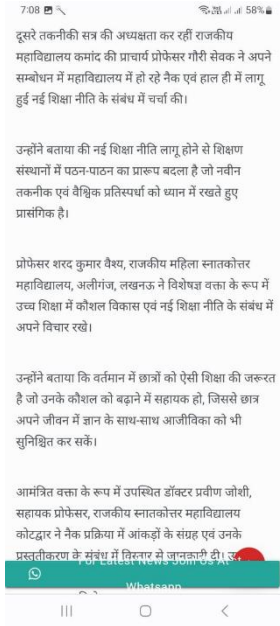 7:08
58%
दूसरे तकनीकी सत्र की अध्यक्षता कर रहीं राजकीय
महाविद्यालय कमांद की प्राचार्य प्रोफेसर गौरी सेवक ने अपने
सम्बोधन में महाविद्यालय में हो रहे नैक एवं हाल ही में लागू
हुई नई शिक्षा नीति के संबंध में चर्चा की।
उन्होंने बताया की नई शिक्षा नीति लागू होने से शिक्षण
संस्थानों में पठन-पाठन का प्रारूप बदला है जो नवीन
तकनीक एवं वैश्विक प्रतिस्पर्धा को ध्यान में रखते हुए
प्रासंगिक है।
प्रोफेसर शरद कुमार वैश्य, राजकीय महिला स्नातकोत्तर
महाविद्यालय, अलीगंज, लखनऊ ने विशेषज्ञ वक्ता के रूप में
उच्च शिक्षा में कौशल विकास एवं नई शिक्षा नीति के संबंध में
अपने विचार रखे।
उन्होंने बताया कि वर्तमान में छात्रों को ऐसी शिक्षा की जरूरत
है जो उनके कौशल को बढ़ाने में सहायक हो, जिससे छात्र
अपने जीवन में ज्ञान के साथ-साथ आजीविका को भी
सुनिश्चित कर सकें।
आमंत्रित वक्ता के रूप में उपस्थित डॉक्टर प्रवीण जोशी,
सहायक प्रोफेसर, राजकीय स्नातकोत्तर महाविद्यालय
कोटद्वार ने नैक प्रक्रिया में आंकड़ों के संग्रह एवं उनके
प्रस्तुतीकरण के संबंध में विस्तार से जानकारी दी।
For Latest News Join Us At
Whatsapp